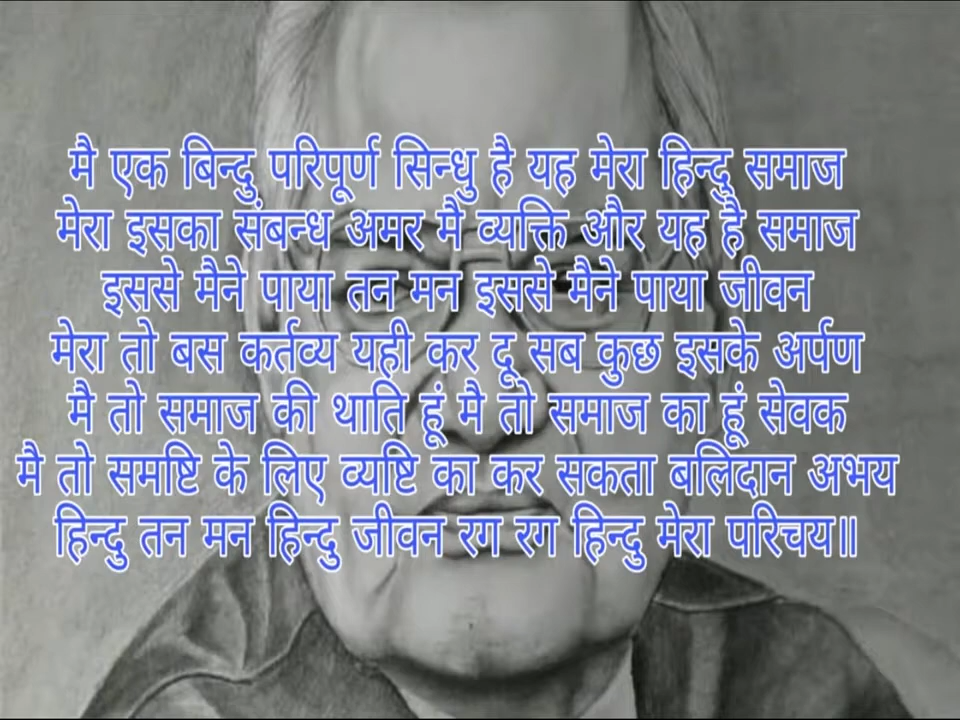 मै एक बिन्दु परिपूर्ण सिन्धु है यह मेरा हिन्दु समाज
मेरा इसका संबन्ध अमर मै व्यक्ति और यह है समाज
इससे मैने पाया तन मन इससे मैने पाया जीवन
मेरा तो बस कर्तव्य यही कर दू सब कुछ इसके अर्पण
मै तो समाज की थाति हूं मै तो समाज का हूं सेवक
मै तो समष्टि के लिए व्यष्टि का कर सकता बलिदान अभय
हिन्दु तन मन हिन्दु जीवन रग रग हिन्दु मेरा परिचय॥